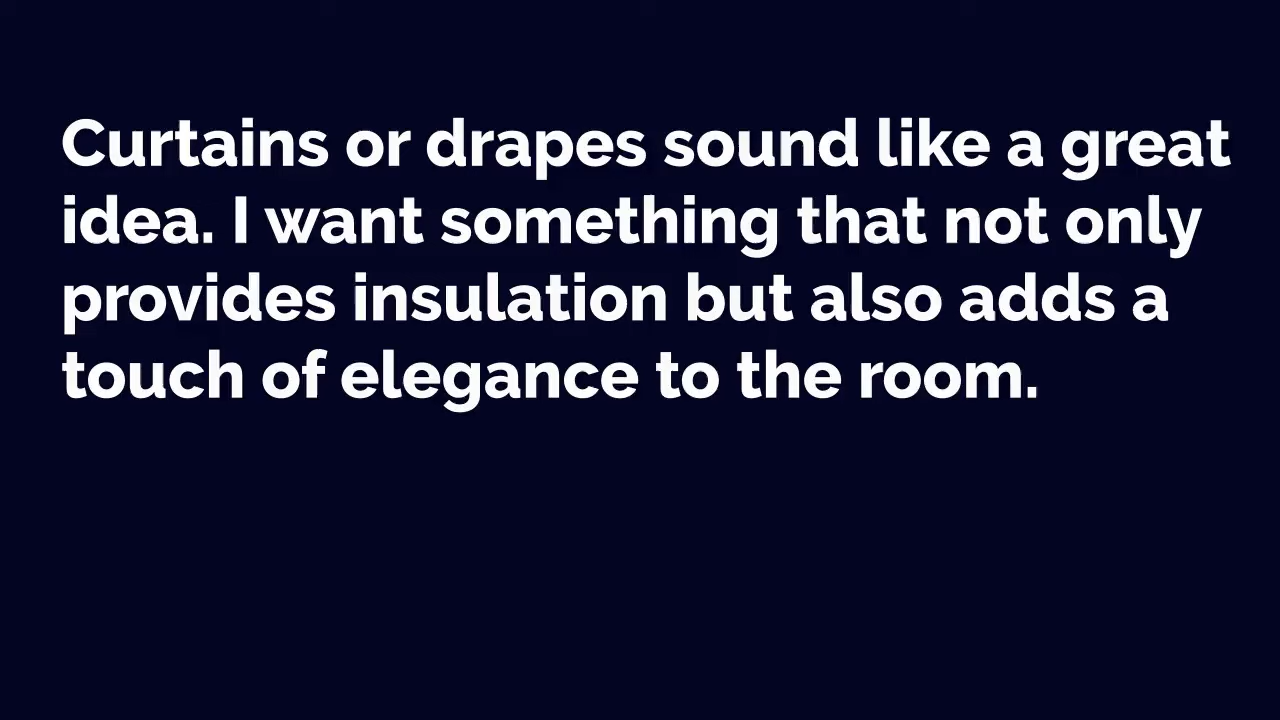 Curtains or drapes sound like a great
idea. I want something that not only
provides insulation but also adds a
touch of elegance to the room.